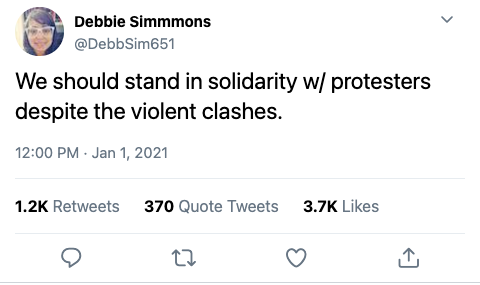 Debbie Simmmons
@DebbSim651
We should stand in solidarity w/ protesters
despite the violent clashes.
12:00 PM · Jan 1, 2021
1.2K Retweets 370 Quote Tweets 3.7K Likes